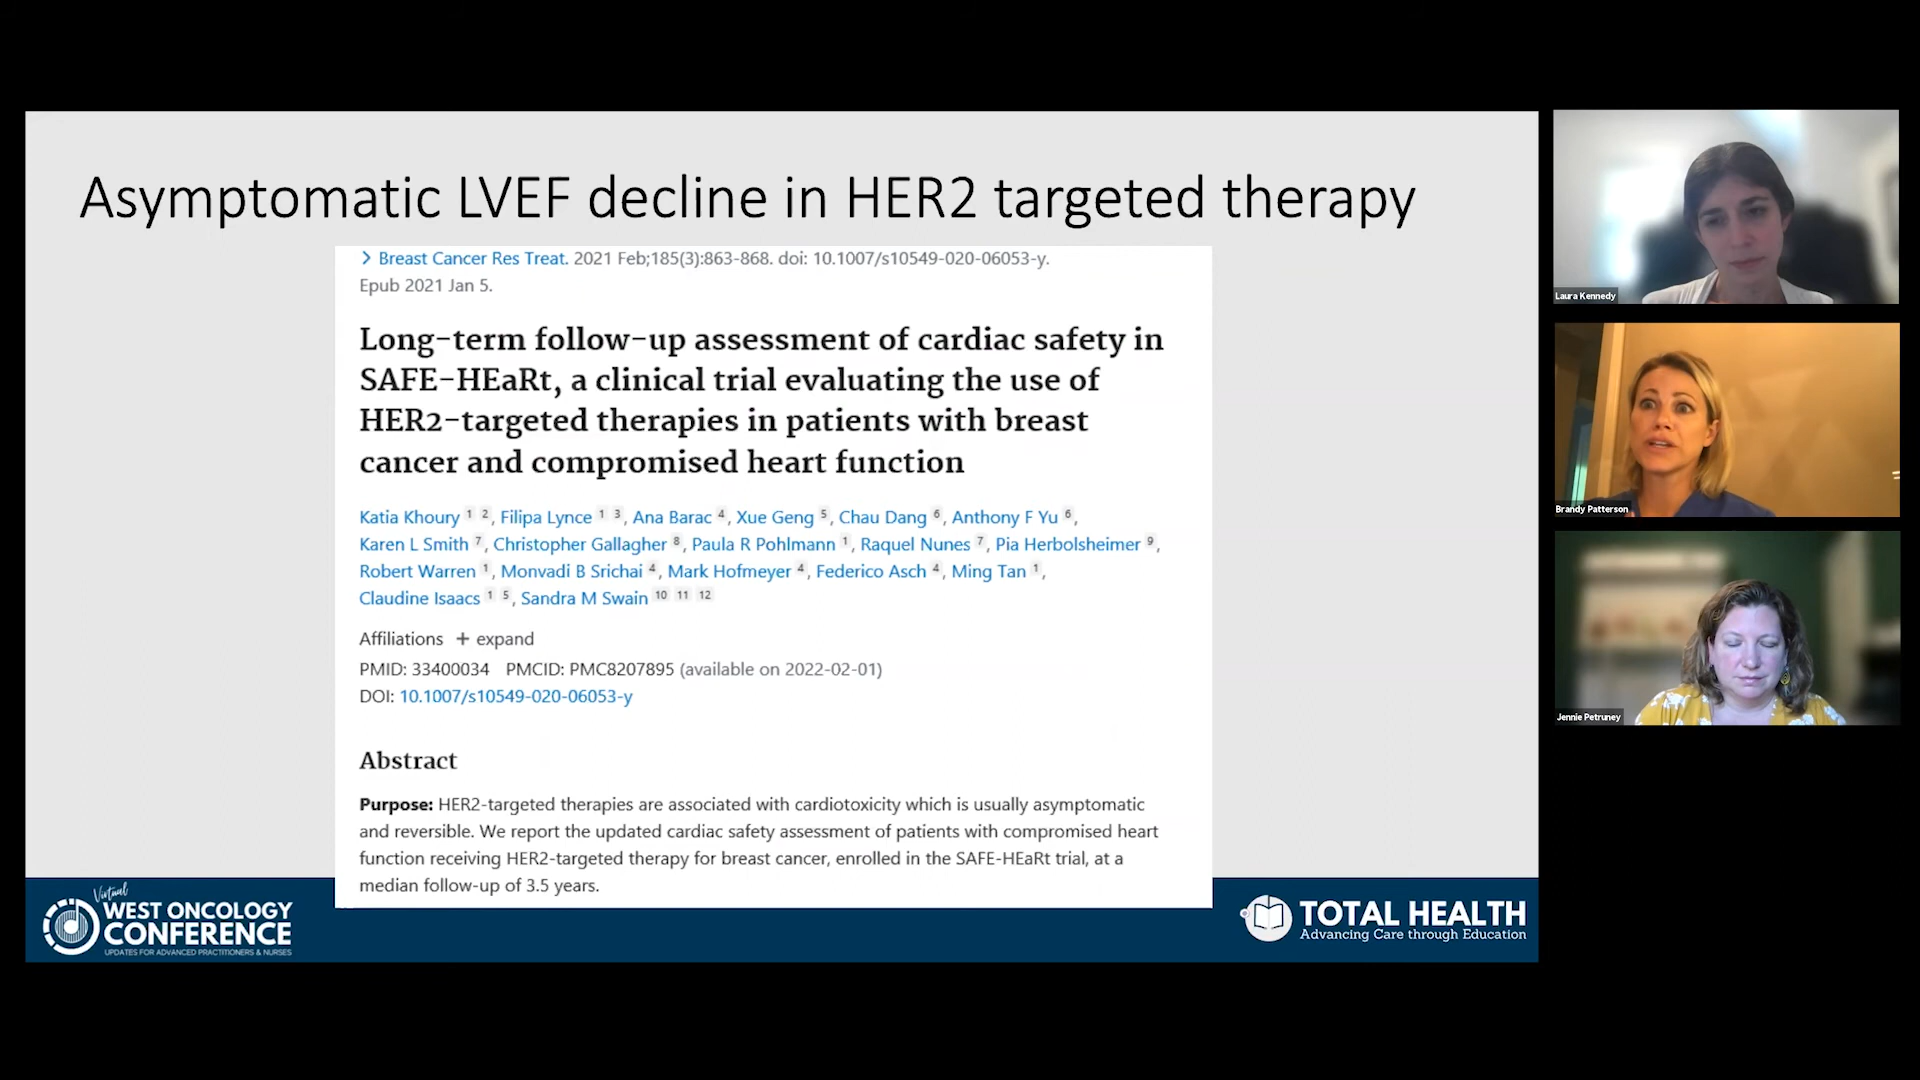 Asymptomatic LVEF decline in HER2 targeted therapy
> Breast Cancer Res Treat. 2021 Feb;185(3):863-868. doi: 10.1007/s10549-020-06053-y.
Epub 2021 Jan 5.
Long-term follow-up assessment of cardiac safety in
SAFE-HEaRt, a clinical trial evaluating the use of
HER2-targeted therapies in patients with breast
cancer and compromised heart function
Katia Khoury 1 2, Filipa Lynce 1 3, Ana Barac 4, Xue Geng 5, Chau Dang 6, Anthony F Yu 6,
Karen L Smith 7, Christopher Gallagher 8, Paula R Pohlmann 1, Raquel Nunes 7, Pia Herbolsheimer 9,
Robert Warren 1, Monvadi B Srichai 4, Mark Hofmeyer 4, Federico Asch 4, Ming Tan 1,
Claudine Isaacs 1 5, Sandra M Swain 10 11 12
Affiliations + expand
PMID: 33400034 PMCID: PMC8207895 (available on 2022-02-01)
DOI: 10.1007/s10549-020-06053-y
Abstract
Purpose: HER2-targeted therapies are associated with cardiotoxicity which is usually asymptomatic
and reversible. We report the updated cardiac safety assessment of patients with compromised heart
function receiving HER2-targeted therapy for breast cancer, enrolled in the SAFE-HEaRt trial, at a
median follow-up of 3.5 years.
Virtual
WEST ONCOLOGY
CONFERENCE
UPDATES FOR ADVANCED PRACTITIONERS & NURSES
TOTAL HEALTH
Advancing Care through Education
Laura Kennedy
Brandy Patterson
Jennie Petruney